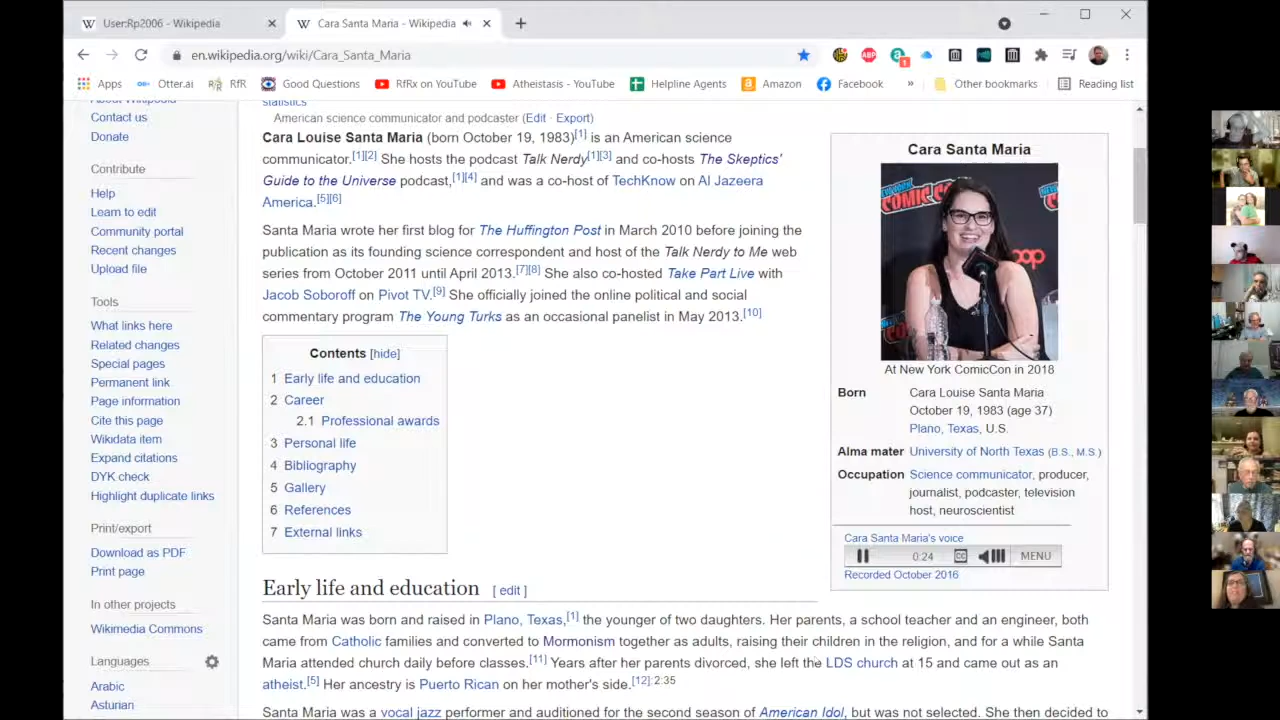 User:Rp2006 - Wikipedia
Cara Santa Maria - Wikipedia
en.wikipedia.org/wiki/Cara_Santa_Maria
ABP
1
Apps
Otter.ai
RfR
Good Questions
RfRx on YouTube
Atheistasis - YouTube
Helpline Agents
Amazon
Facebook
»
Other bookmarks
Reading list
About Wikipedia
Contact us
Donate
Contribute
Help
Learn to edit
Community portal
Recent changes
Upload file
Tools
What links here
Related changes
Special pages
Permanent link
Page information
Cite this page
Wikidata item
Expand citations
DYK check
Highlight duplicate links
Print/export
Download as PDF
Print page
In other projects
Wikimedia Commons
Languages
Arabic
Asturian
statistics
American science communicator and podcaster (Edit · Export)
Cara Louise Santa Maria (born October 19, 1983)[1] is an American science
communicator.[1][2] She hosts the podcast Talk Nerdy[1][3] and co-hosts The Skeptics'
Guide to the Universe podcast,[1][4] and was a co-host of TechKnow on Al Jazeera
America.[5][6]
Santa Maria wrote her first blog for The Huffington Post in March 2010 before joining the
publication as its founding science correspondent and host of the Talk Nerdy to Me web
series from October 2011 until April 2013.[7][8] She also co-hosted Take Part Live with
Jacob Soboroff on Pivot TV.[9] She officially joined the online political and social
commentary program The Young Turks as an occasional panelist in May 2013.[10]
Contents [hide]
1 Early life and education
2 Career
2.1 Professional awards
3 Personal life
4 Bibliography
5 Gallery
6 References
7 External links
Early life and education [ edit ]
Santa Maria was born and raised in Plano, Texas,[1] the younger of two daughters. Her parents, a school teacher and an engineer, both
came from Catholic families and converted to Mormonism together as adults, raising their children in the religion, and for a while Santa
Maria attended church daily before classes.[11] Years after her parents divorced, she left the LDS church at 15 and came out as an
atheist.[5] Her ancestry is Puerto Rican on her mother's side.[12]:2:35
Santa Maria was a vocal jazz performer and auditioned for the second season of American Idol, but was not selected. She then decided to
Cara Santa Maria
COMIC CON
At New York ComicCon in 2018
Born Cara Louise Santa Maria
October 19, 1983 (age 37)
Plano, Texas, U.S.
Alma mater University of North Texas (B.S., M.S.)
Occupation Science communicator, producer,
journalist, podcaster, television
host, neuroscientist
Cara Santa Maria's voice
0:24 CC MENU
Recorded October 2016